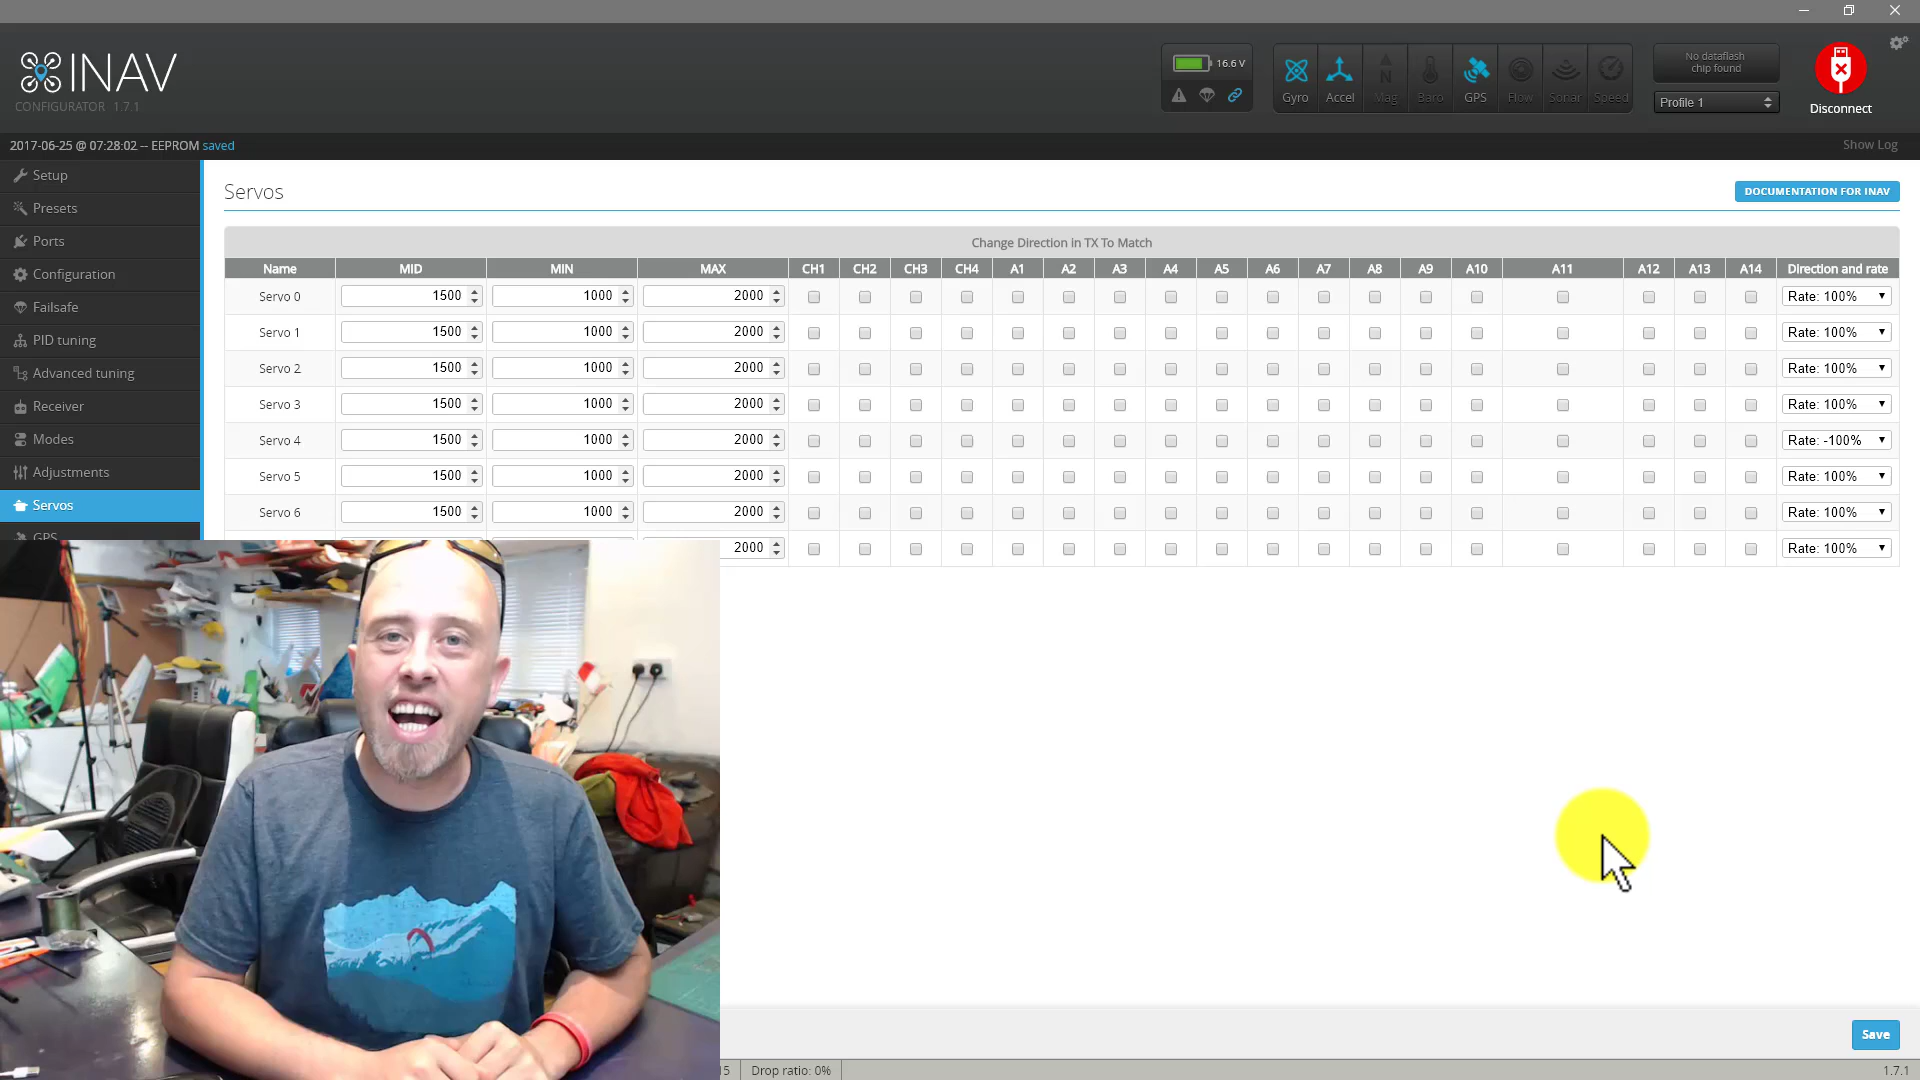 INAV
CONFIGURATOR 1.7.1
16.6 V
Gyro Accel Mag Baro GPS Flow Sonar Speed
No dataflash
chip found
Profile 1
Disconnect
2017-06-25 @ 07:28:02 -- EEPROM saved
Show Log
Setup
Presets
Ports
Configuration
Failsafe
PID tuning
Advanced tuning
Receiver
Modes
Adjustments
Servos
GPS
Servos
DOCUMENTATION FOR INAV
Change Direction in TX To Match
Name MID MIN MAX CH1 CH2 CH3 CH4 A1 A2 A3 A4 A5 A6 A7 A8 A9 A10 A11 A12 A13 A14 Direction and rate
Servo 0 1500 1000 2000 Rate: 100%
Servo 1 1500 1000 2000 Rate: 100%
Servo 2 1500 1000 2000 Rate: 100%
Servo 3 1500 1000 2000 Rate: 100%
Servo 4 1500 1000 2000 Rate: -100%
Servo 5 1500 1000 2000 Rate: 100%
Servo 6 1500 1000 2000 Rate: 100%
2000 Rate: 100%
Save
15 Drop ratio: 0% 1.7.1